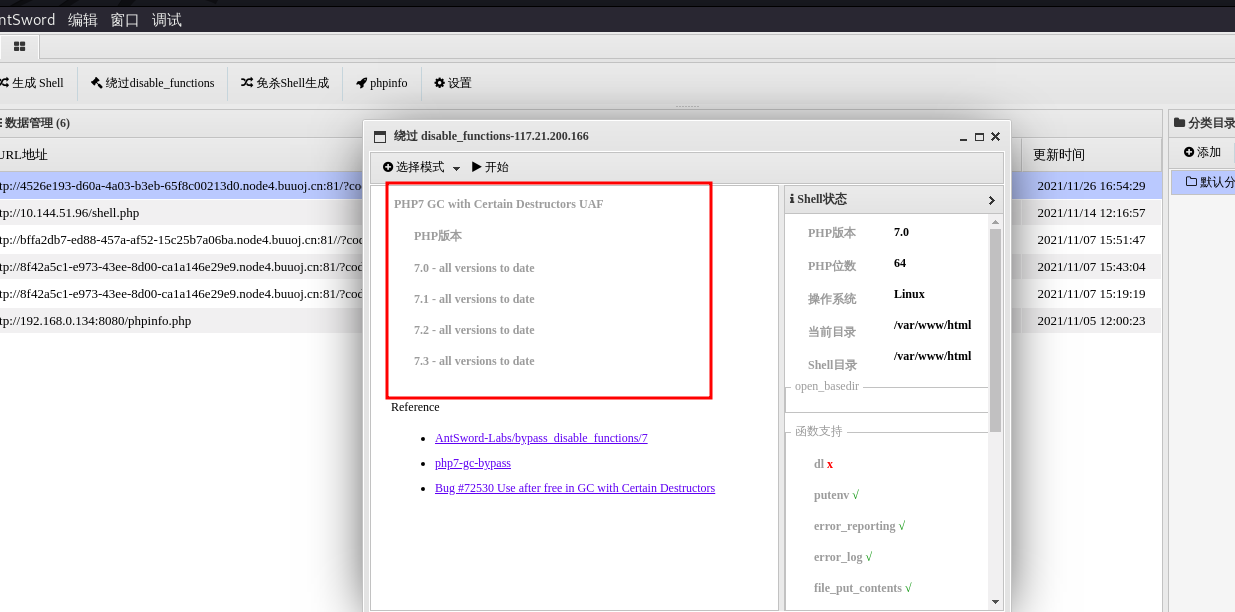 ntSword 编辑 窗口 调试
生成 Shell 绕过disable_functions 免杀Shell生成 phpinfo 设置
数据管理 (6)
URL地址
更新时间
tp://4526e193-d60a-4a03-b3eb-65f8c00213d0.node4.buuoj.cn:81/?co
2021/11/26 16:54:29
tp://10.144.51.96/shell.php
2021/11/14 12:16:57
tp://bffa2db7-ed88-457a-af52-15c25b7a06ba.node4.buuoj.cn:81//?cod
2021/11/07 15:51:47
tp://8f42a5c1-e973-43ee-8d00-ca1a146e29e9.node4.buuoj.cn:81/?cod
2021/11/07 15:43:04
tp://8f42a5c1-e973-43ee-8d00-ca1a146e29e9.node4.buuoj.cn:81/?cod
2021/11/07 15:19:19
tp://192.168.0.134:8080/phpinfo.php
2021/11/05 12:00:23
绕过 disable_functions-117.21.200.166
选择模式 开始
PHP7 GC with Certain Destructors UAF
PHP版本
7.0 - all versions to date
7.1 - all versions to date
7.2 - all versions to date
7.3 - all versions to date
Reference
AntSword-Labs/bypass_disable_functions/7
php7-gc-bypass
Bug #72530 Use after free in GC with Certain Destructors
Shell状态
PHP版本 7.0
PHP位数 64
操作系统 Linux
当前目录 /var/www/html
Shell目录 /var/www/html
open_basedir
函数支持
dl x
putenv √
error_reporting √
error_log √
file_put_contents √
分类目录
添加
默认分